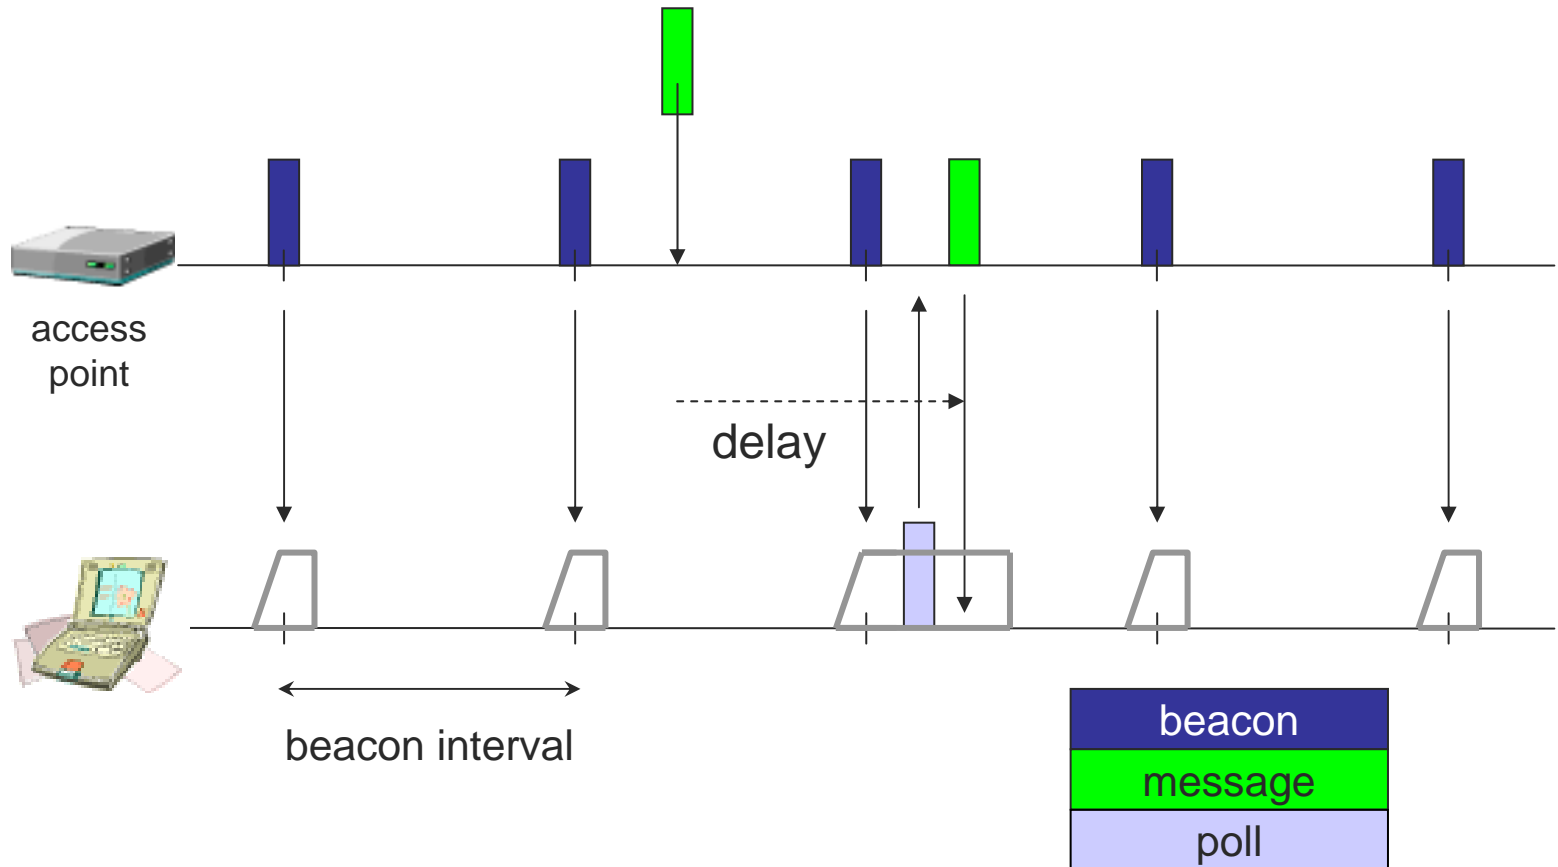 access
point
delay
beacon interval
beacon
message
poll